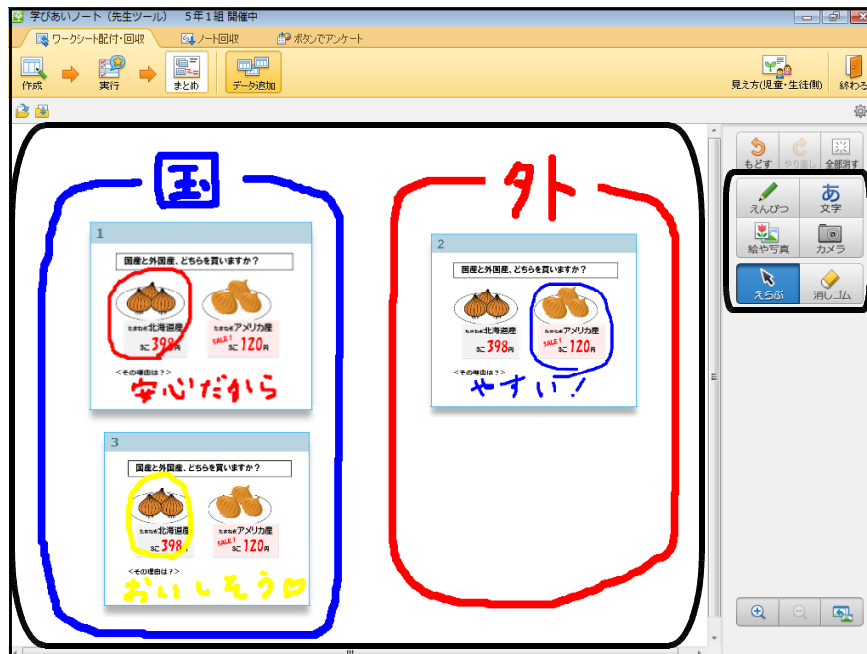 学びあいノート（先生ツール）　５年１組 開催中
ワークシート配付・回収
ノート回収
ボタンでアンケート
作成
実行
まとめ
データ追加
見え方(児童・生徒側)
終わる
もどす
やり直し
全部消す
えんぴつ
あ
文字
絵や写真
カメラ
えらぶ
消しゴム
国
外
1
国産と外国産、どちらを買いますか？
たまねぎ北海道産
3こ398円
たまねぎアメリカ産
SALE！
3こ120円
＜その理由は？＞
安心だから
2
国産と外国産、どちらを買いますか？
たまねぎ北海道産
3こ398円
たまねぎアメリカ産
SALE！
3こ120円
＜その理由は？＞
やすい！
3
国産と外国産、どちらを買いますか？
たまねぎ北海道産
3こ398円
たまねぎアメリカ産
SALE！
3こ120円
＜その理由は？＞
おいしそう